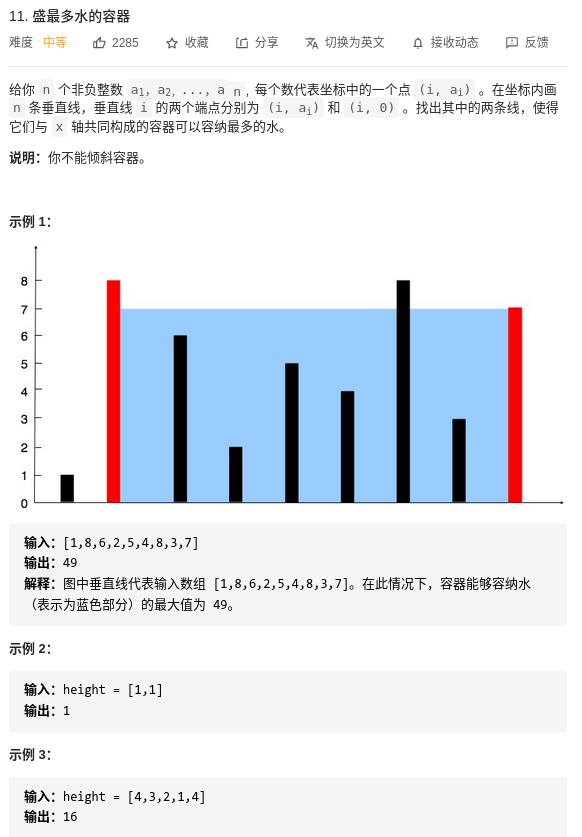 11. 盛最多水的容器
难度 中等 2285 收藏 分享 切换为英文 接收动态 反馈
给你 n 个非负整数 a1，a2，...，a n，每个数代表坐标中的一个点 (i, ai) 。在坐标内画
n 条垂直线，垂直线 i 的两个端点分别为 (i, ai) 和 (i, 0) 。找出其中的两条线，使得
它们与 x 轴共同构成的容器可以容纳最多的水。
说明：你不能倾斜容器。
示例 1：
8
7
6
5
4
3
2
1
0
输入：[1,8,6,2,5,4,8,3,7]
输出：49
解释：图中垂直线代表输入数组 [1,8,6,2,5,4,8,3,7]。在此情况下，容器能够容纳水
（表示为蓝色部分）的最大值为 49。
示例 2：
输入：height = [1,1]
输出：1
示例 3：
输入：height = [4,3,2,1,4]
输出：16